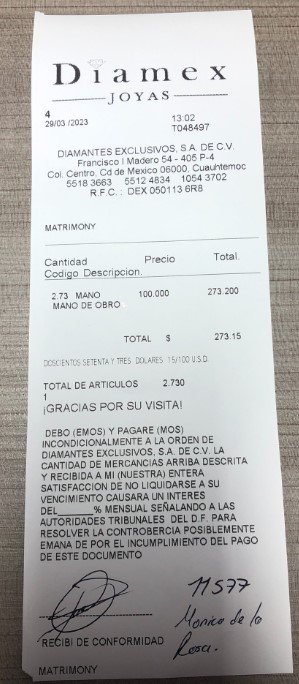 Diamex
JOYAS
4
29/03 /2023 13:02
T048497
DIAMANTES EXCLUSIVOS, S.A. DE C.V.
Francisco I Madero 54 - 405 P-4
Col. Centro, Cd de Mexico 06000, Cuauhtemoc
5518 3663 5512 4834 1054 3702
R.F.C.: DEX 050113 6R8
MATRIMONY
Cantidad Precio Total.
Codigo Descripcion.
2.73 MANO 100.000 273.200
MANO DE OBRO
TOTAL $ 273.15
DOSCIENTOS SETENTA Y TRES DOLARES 15/100 U.S.D.
TOTAL DE ARTICULOS 2.730
1
¡GRACIAS POR SU VISITA!
DEBO (EMOS) Y PAGARE (MOS)
INCONDICIONALMENTE A LA ORDEN DE
DIAMANTES EXCLUSIVOS, S.A. DE C.V. LA
CANTIDAD DE MERCANCIAS ARRIBA DESCRITA
Y RECIBIDA A MI (NUESTRA) ENTERA
SATISFACCION DE NO LIQUIDARSE A SU
VENCIMIENTO CAUSARA UN INTERES
DEL______% MENSUAL SEÑALANDO A LAS
AUTORIDADES TRIBUNALES DEL D.F. PARA
RESOLVER LA CONTROBERCIA POSIBLEMENTE
EMANA DE POR EL INCUMPLIMIENTO DEL PAGO
DE ESTE DOCUMENTO
11577
Monica de la
Rosa.
RECIBI DE CONFORMIDAD
MATRIMONY